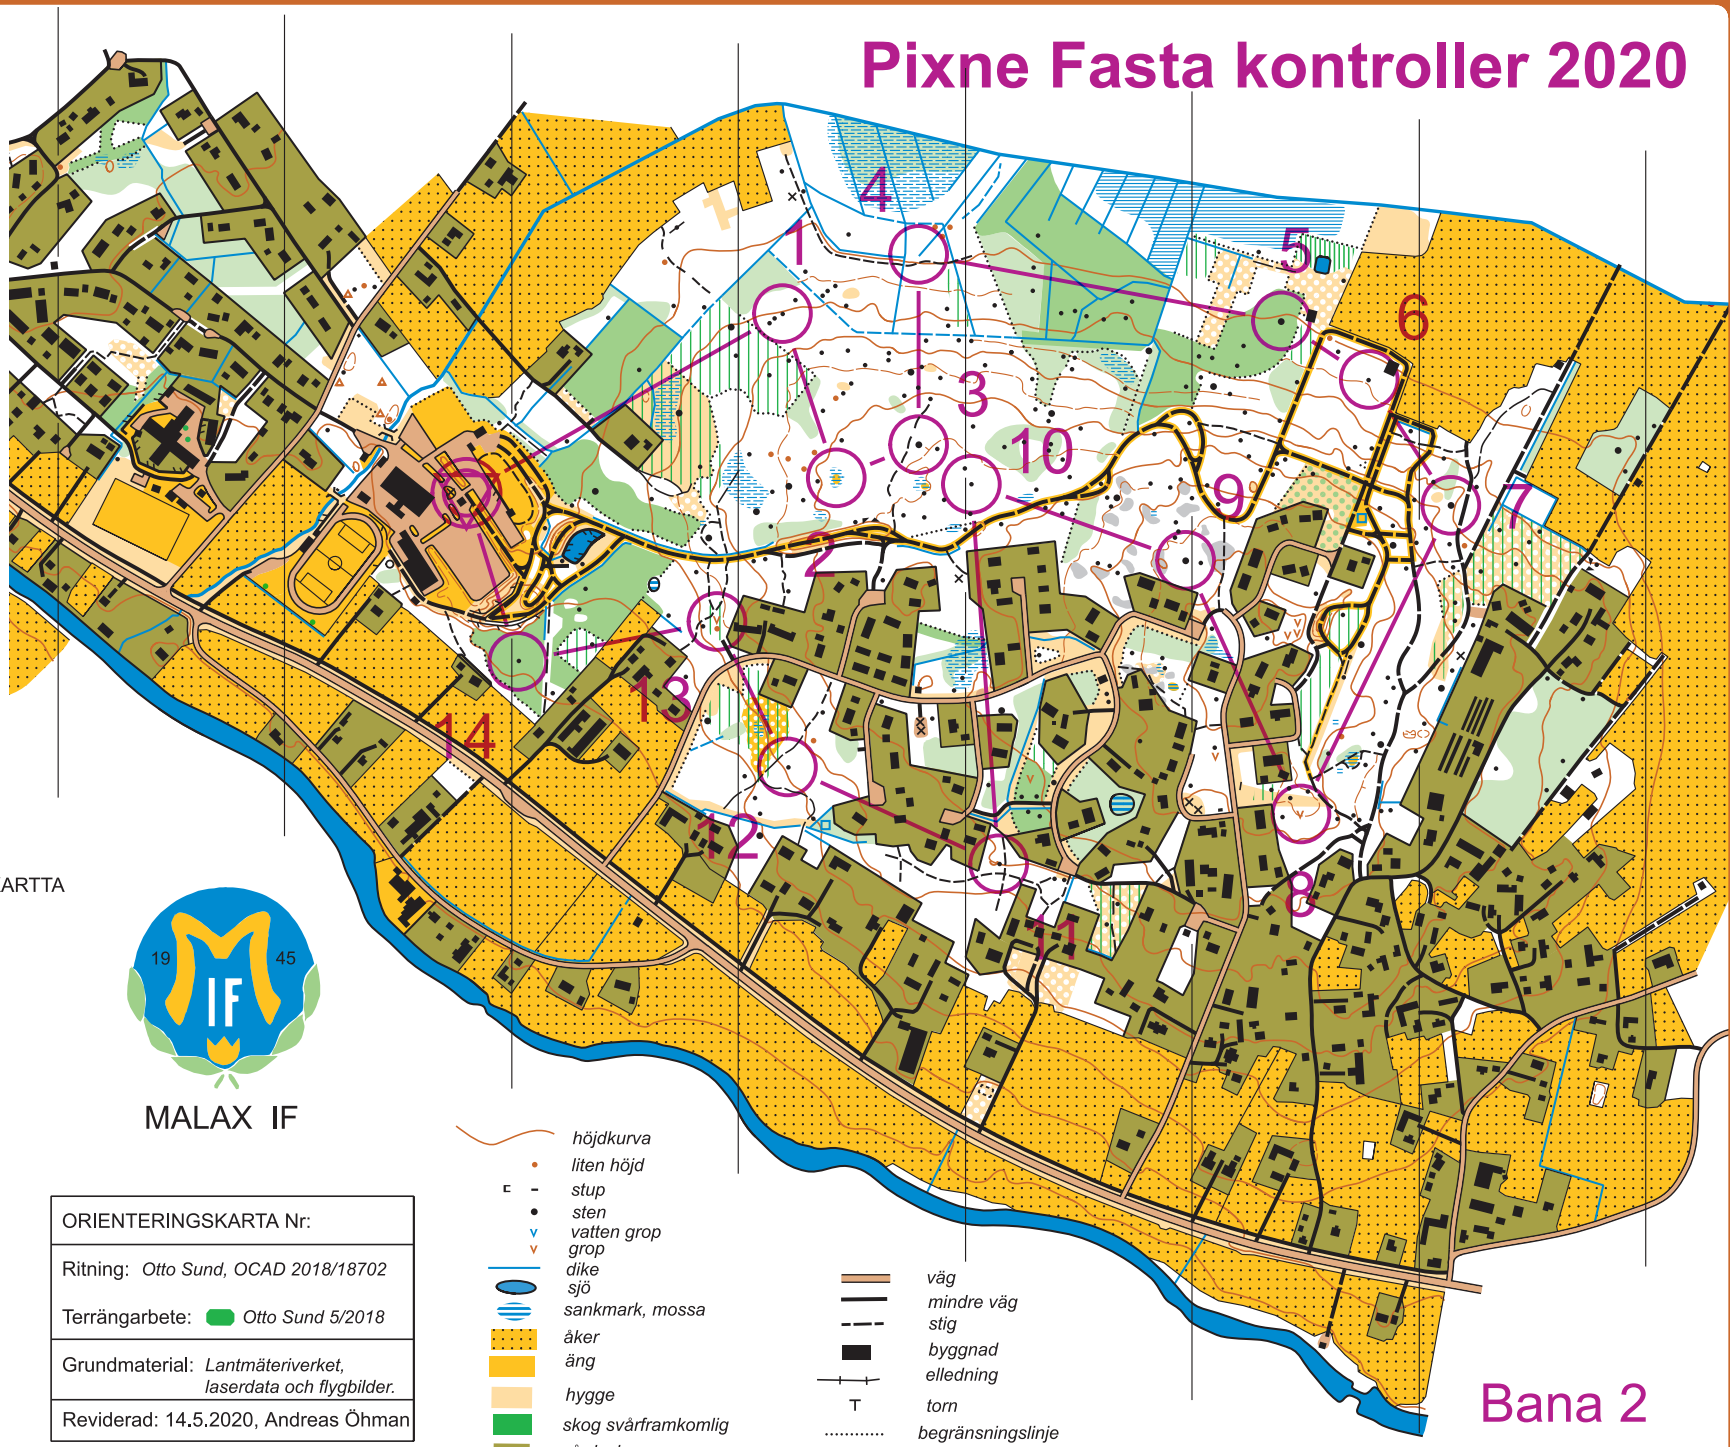 Pixne Fasta kontroller 2020
4
1
5
6
3
10
9
7
2
13
14
12
8
11
ARTTA
19 45
IF
MALAX IF
ORIENTERINGSKARTA Nr:
Ritning: Otto Sund, OCAD 2018/18702
Terrängarbete: Otto Sund 5/2018
Grundmaterial: Lantmäteriverket,
laserdata och flygbilder.
Reviderad: 14.5.2020, Andreas Öhman
höjdkurva
liten höjd
stup
sten
vatten grop
grop
dike
sjö
sankmark, mossa
åker
äng
hygge
skog svårframkomlig
väg
mindre väg
stig
byggnad
elledning
torn
begränsningslinje
Bana 2